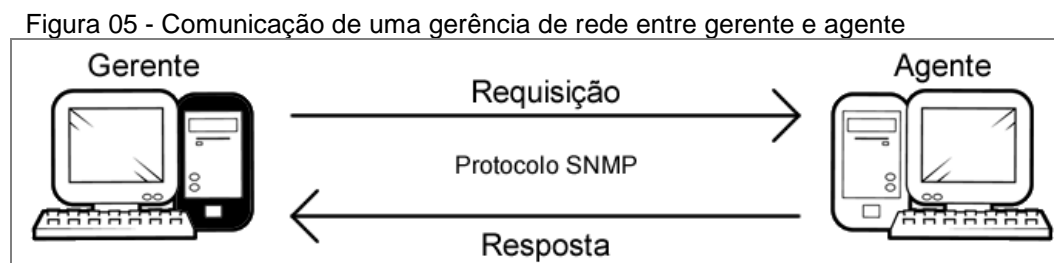 Figura 05 - Comunicação de uma gerência de rede entre gerente e agente
Gerente
Agente
Requisição
Protocolo SNMP
Resposta